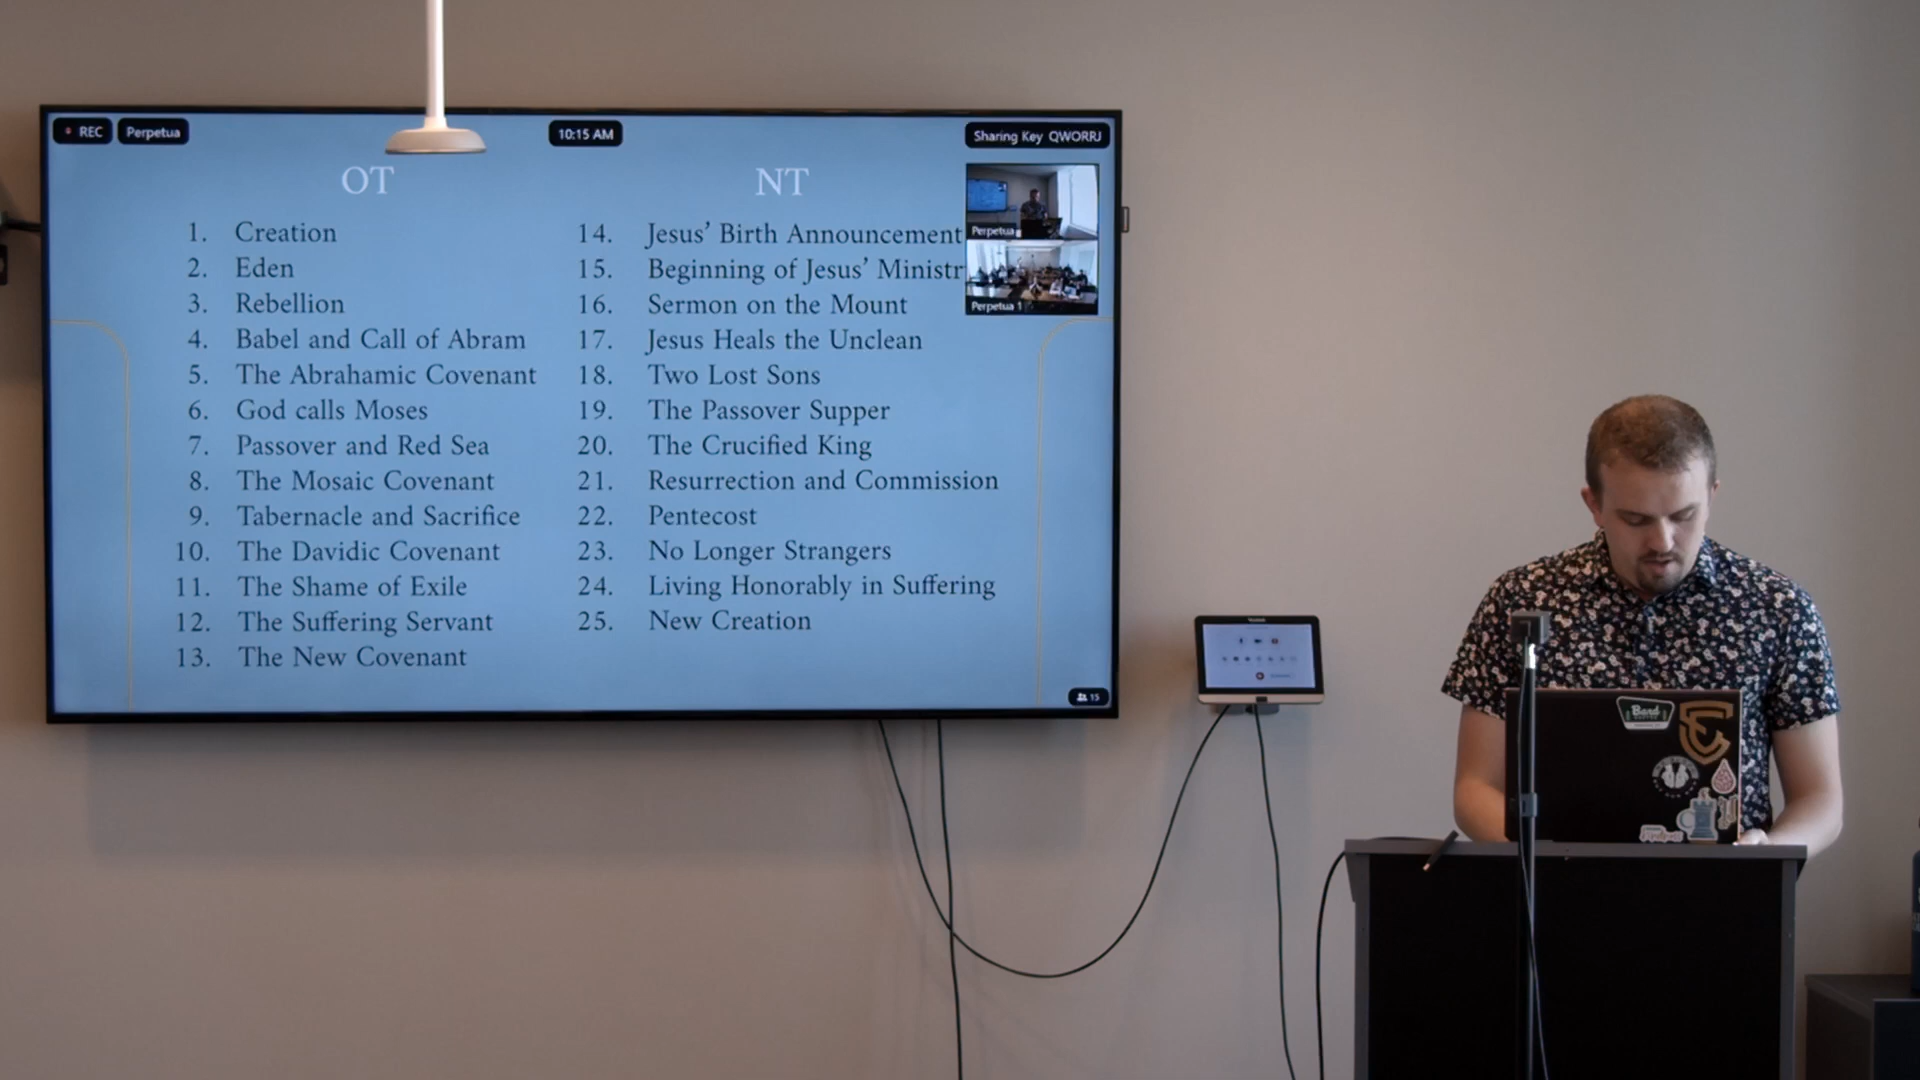 REC
Perpetua
10:15 AM
Sharing Key QWORRJ
OT
1. Creation
2. Eden
3. Rebellion
4. Babel and Call of Abram
5. The Abrahamic Covenant
6. God calls Moses
7. Passover and Red Sea
8. The Mosaic Covenant
9. Tabernacle and Sacrifice
10. The Davidic Covenant
11. The Shame of Exile
12. The Suffering Servant
13. The New Covenant
NT
14. Jesus’ Birth Announcement
15. Beginning of Jesus’ Ministr
16. Sermon on the Mount
17. Jesus Heals the Unclean
18. Two Lost Sons
19. The Passover Supper
20. The Crucified King
21. Resurrection and Commission
22. Pentecost
23. No Longer Strangers
24. Living Honorably in Suffering
25. New Creation
Perpetua
Perpetua 1
15
Bard